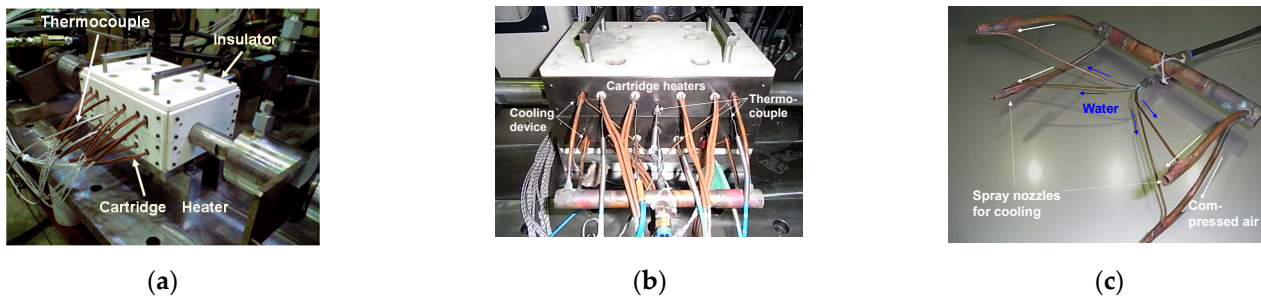 Thermocouple
Insulator
Cartridge Heater
Cartridge heaters
Cooling
device
Thermo-
couple
Water
Spray nozzles
for cooling
Com-
pressed air
(a)
(b)
(c)